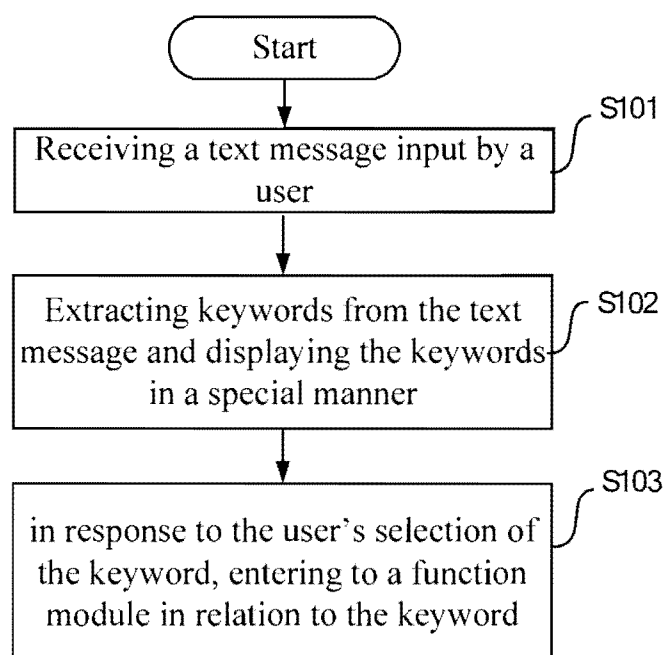 Start
S101
Receiving a text message input by a
user
S102
Extracting keywords from the text
message and displaying the keywords
in a special manner
S103
in response to the user's selection of
the keyword, entering to a function
module in relation to the keyword